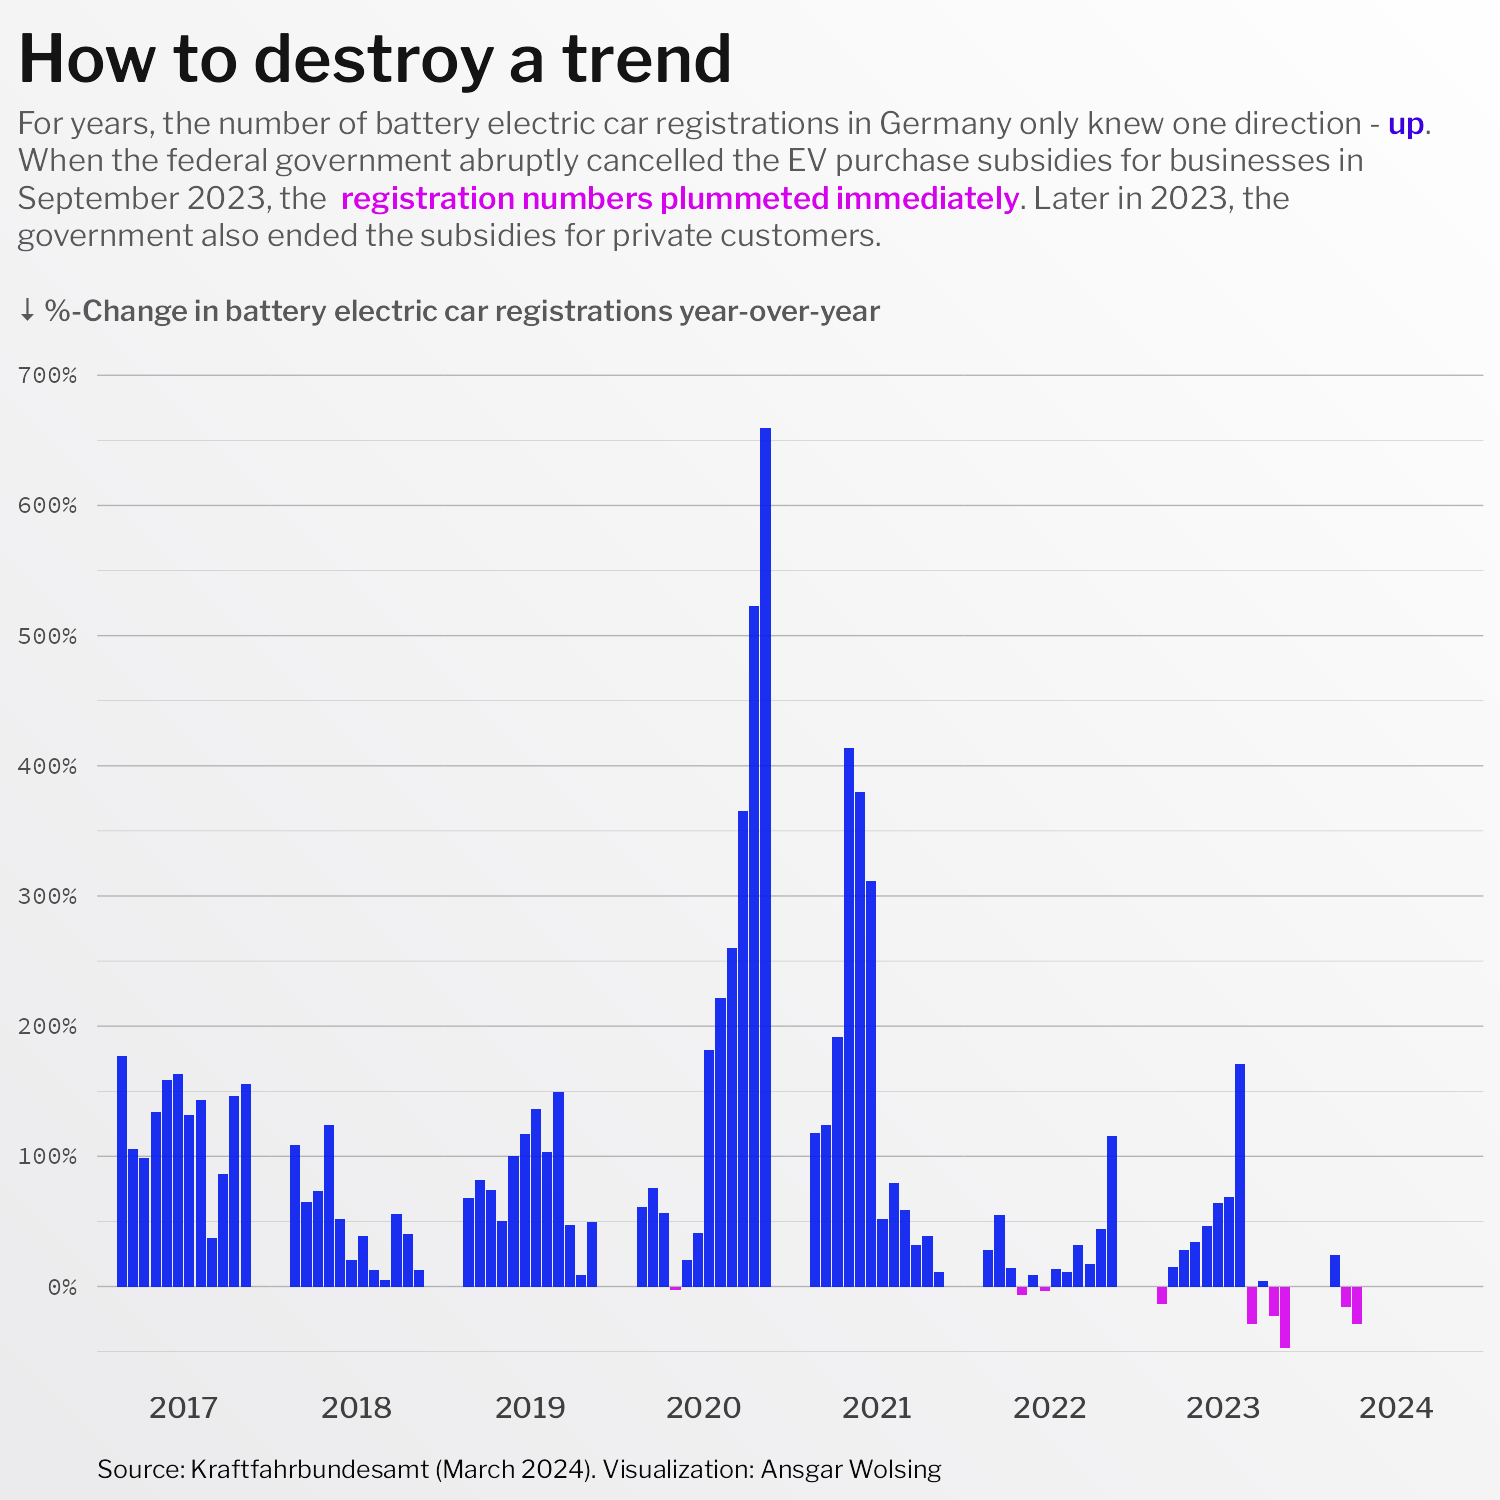 How to destroy a trend
For years, the number of battery electric car registrations in Germany only knew one direction - up.
When the federal government abruptly cancelled the EV purchase subsidies for businesses in
September 2023, the registration numbers plummeted immediately. Later in 2023, the
government also ended the subsidies for private customers.
↓ %-Change in battery electric car registrations year-over-year
700%
600%
500%
400%
300%
200%
100%
0%
2017 2018 2019 2020 2021 2022 2023 2024
Source: Kraftfahrbundesamt (March 2024). Visualization: Ansgar Wolsing